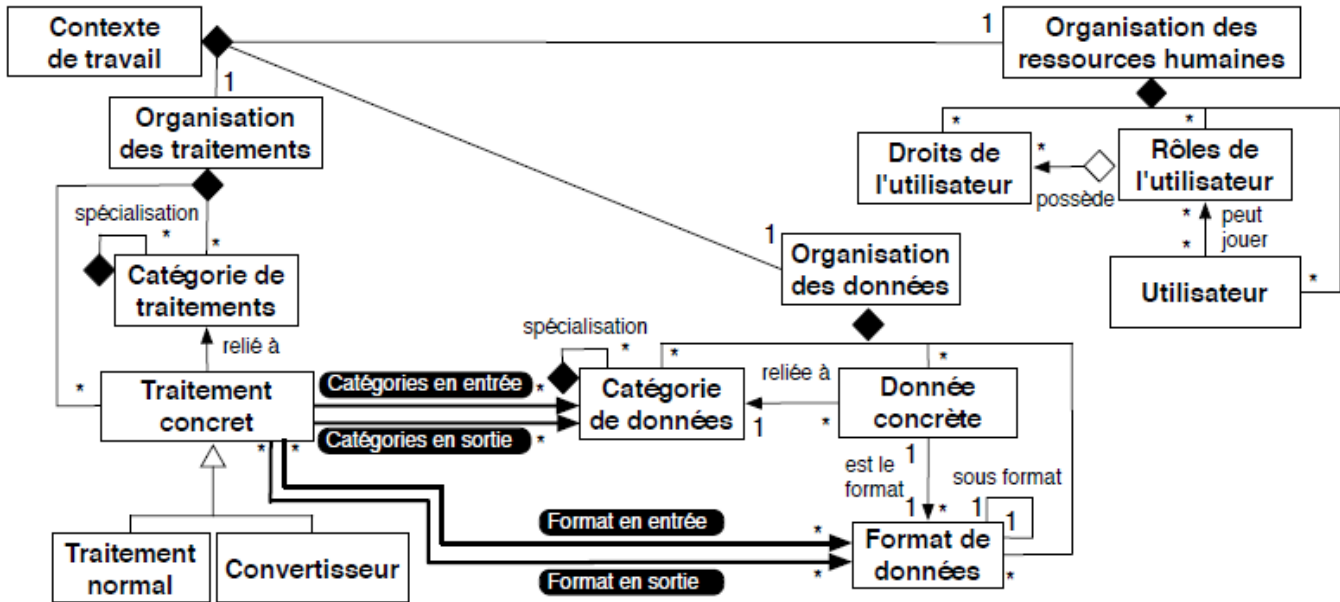 Contexte
de travail
1
Organisation des
ressources humaines
1
Organisation
des traitements
*
*
*
Droits de
l'utilisateur
possède
Rôles de
l'utilisateur
*
peut
jouer
*
Utilisateur
*
spécialisation
*
*
Catégorie de
traitements
relié à
1
Organisation
des données
spécialisation
*
*
*
*
Traitement
concret
Catégories en entrée
*
Catégories en sortie
*
Catégorie
de données
reliée à
1
*
Donnée
concrète
*
*
1
est le
format
1
*
sous format
1
1
Traitement
normal
Convertisseur
Format en entrée
*
Format en sortie
*
Format de
données
*